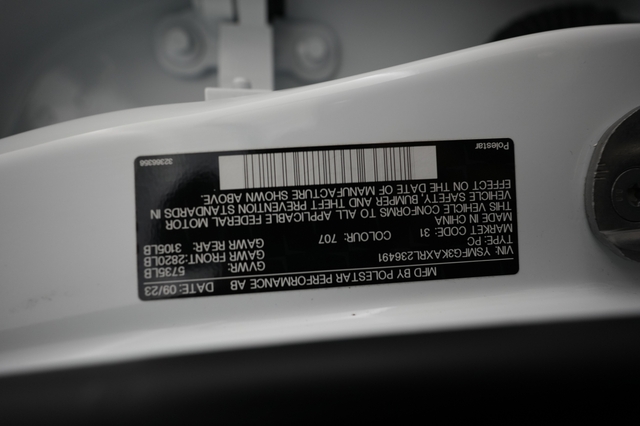 MFD BY POLESTAR PERFORMANCE AB DATE: 09/23
VIN: YSMFG3KAXRL236491 GVWR: 5735LB
TYPE: PC GAWR FRONT:2820LB
MARKET CODE: 31 COLOUR: 707 GAWR REAR: 3105LB
MADE IN CHINA
THIS VEHICLE CONFORMS TO ALL APPLICABLE FEDERAL MOTOR
VEHICLE SAFETY, BUMPER AND THEFT PREVENTION STANDARDS IN
EFFECT ON THE DATE OF MANUFACTURE SHOWN ABOVE
Polestar 32366356